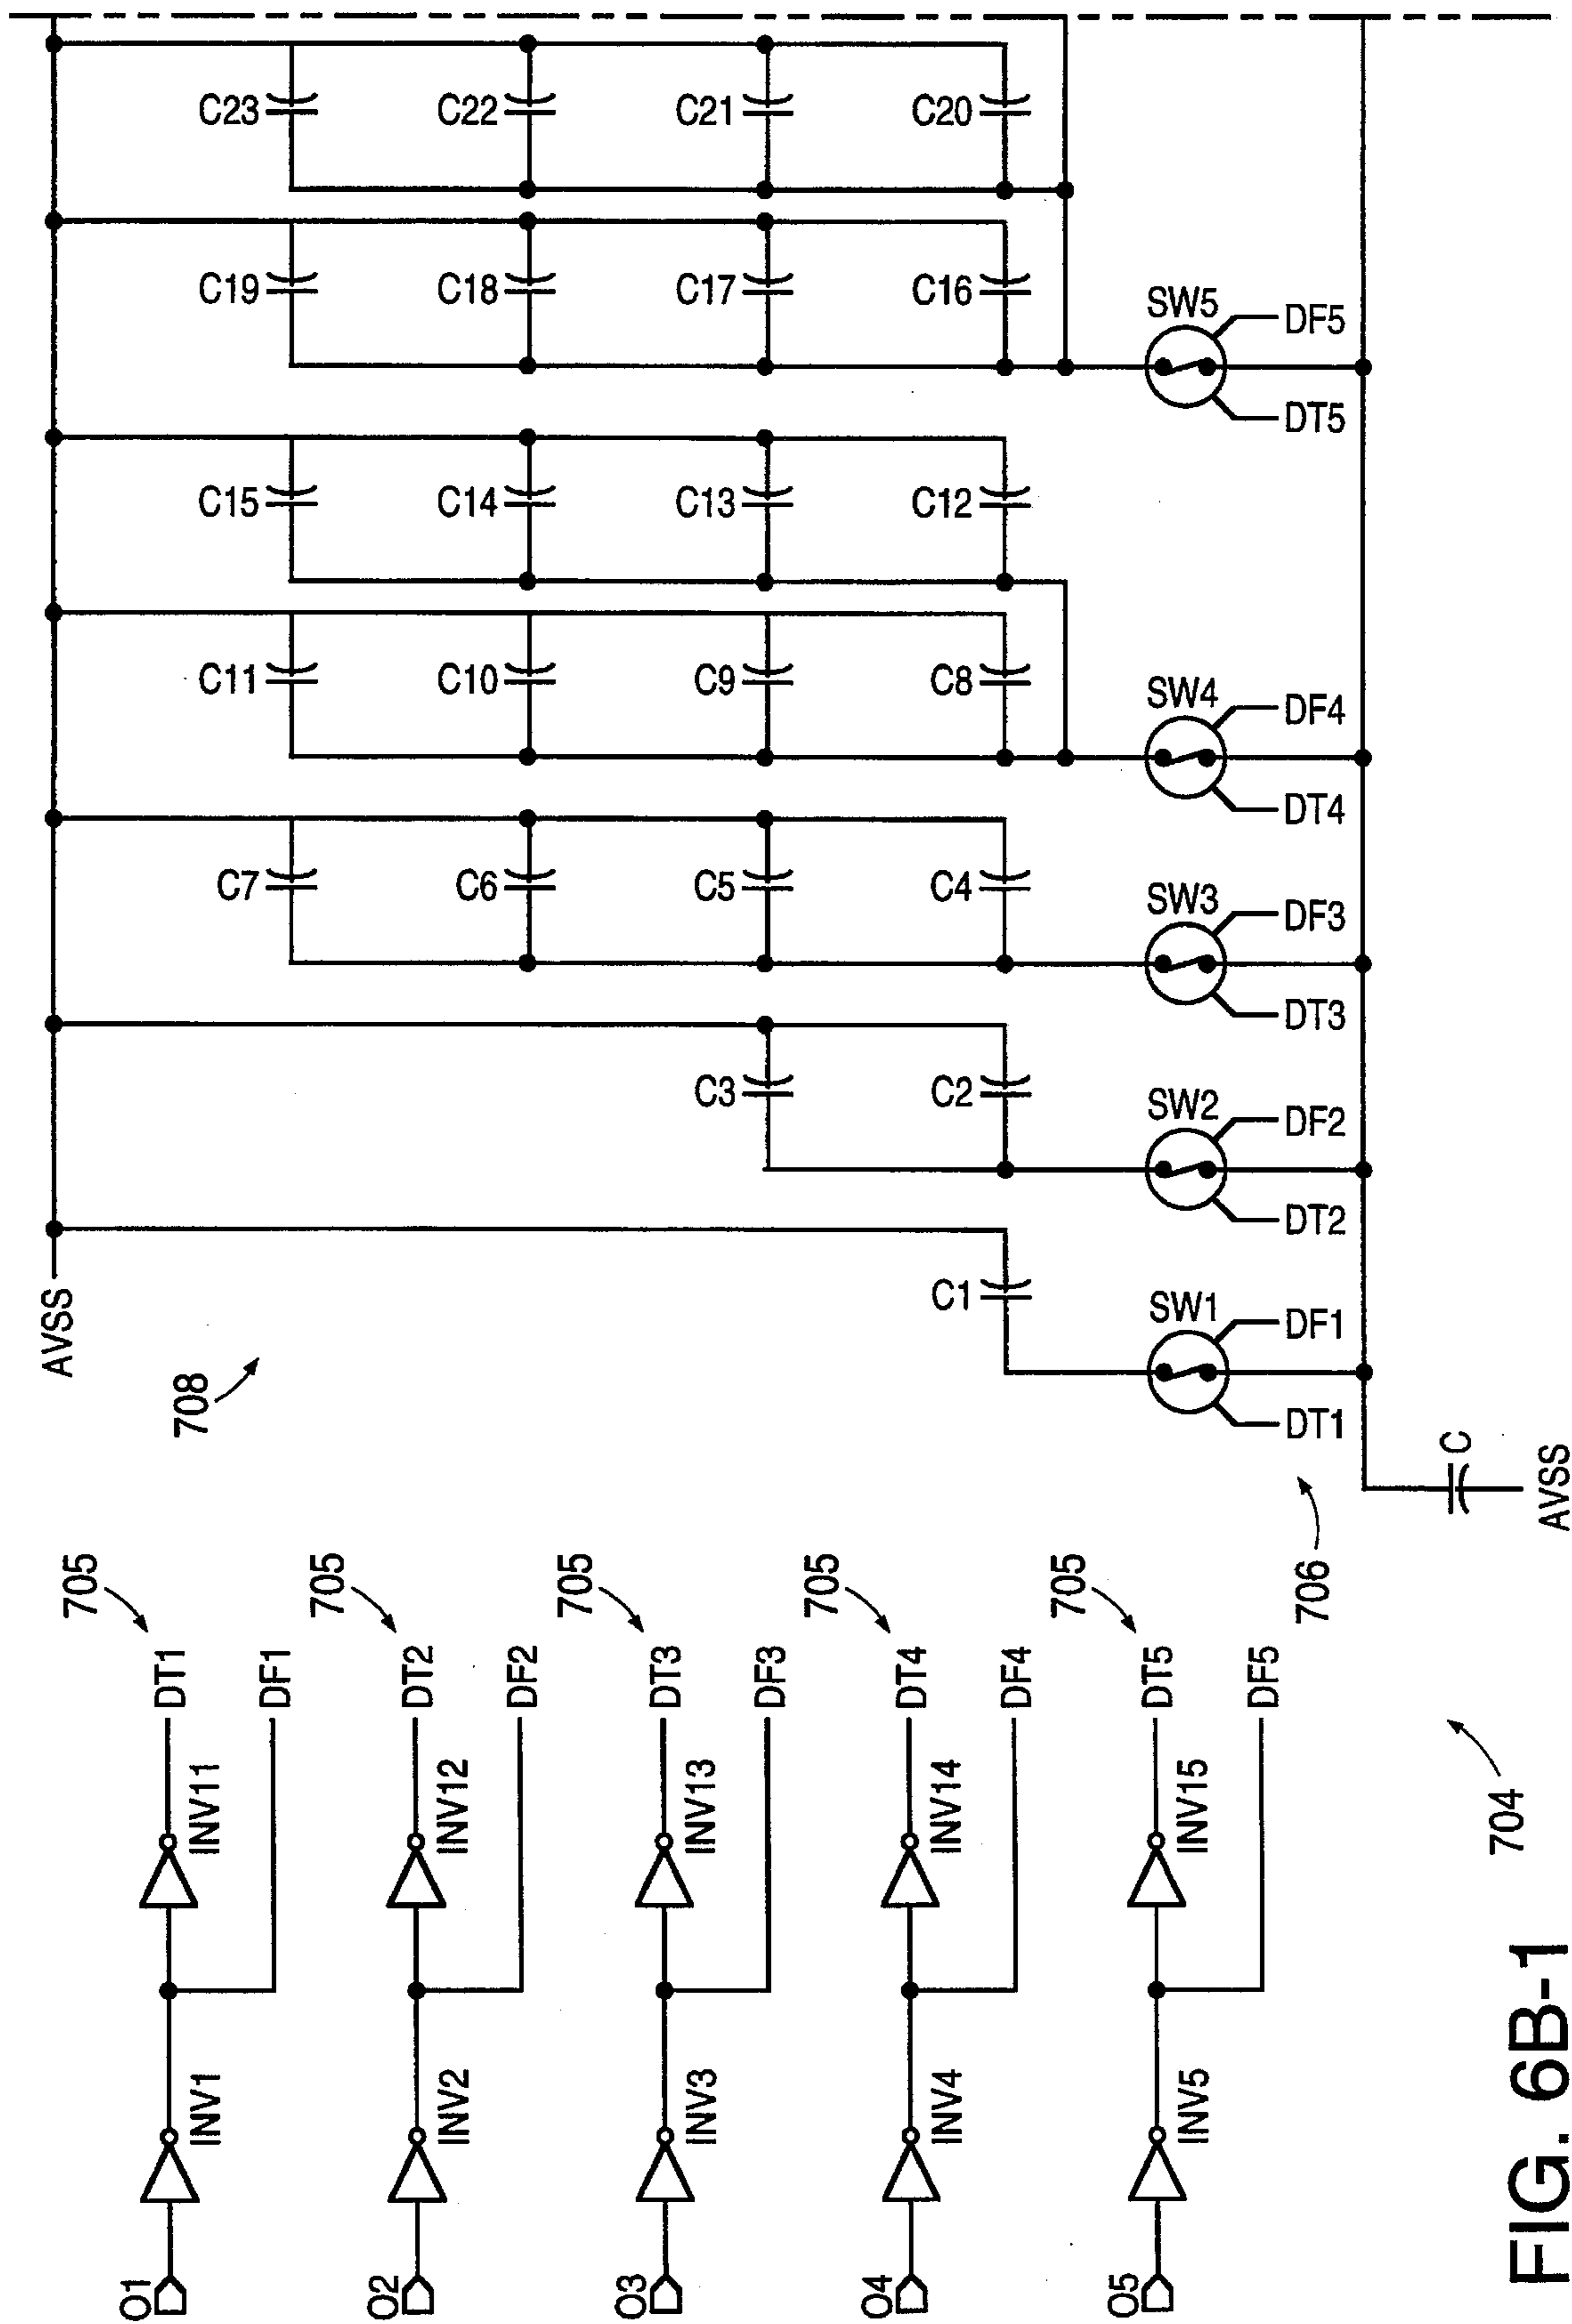 O1
INV1
INV11
DT1
DF1
705
O2
INV2
INV12
DT2
DF2
705
O3
INV3
INV13
DT3
DF3
705
O4
INV4
INV14
DT4
DF4
705
O5
INV5
INV15
DT5
DF5
705
704
706
708
AVSS
C23
C22
C21
C20
C19
C18
C17
C16
SW5
DF5
DT5
C15
C14
C13
C12
C11
C10
C9
C8
SW4
DF4
DT4
C7
C6
C5
C4
SW3
DF3
DT3
C3
C2
SW2
DF2
DT2
C1
SW1
DF1
DT1
C
AVSS
FIG. 6B-1